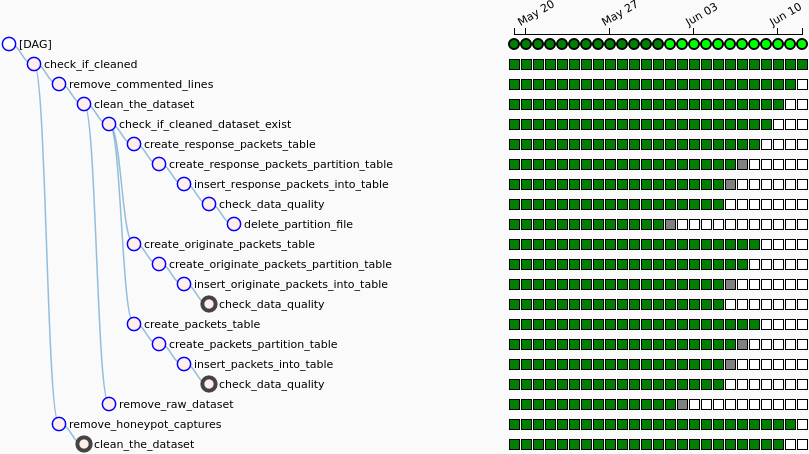 May 20 May 27 Jun 03 Jun 10
[DAG]
check_if_cleaned
remove_commented_lines
clean_the_dataset
check_if_cleaned_dataset_exist
create_response_packets_table
create_response_packets_partition_table
insert_response_packets_into_table
check_data_quality
delete_partition_file
create_originate_packets_table
create_originate_packets_partition_table
insert_originate_packets_into_table
check_data_quality
create_packets_table
create_packets_partition_table
insert_packets_into_table
check_data_quality
remove_raw_dataset
remove_honeypot_captures
clean_the_dataset